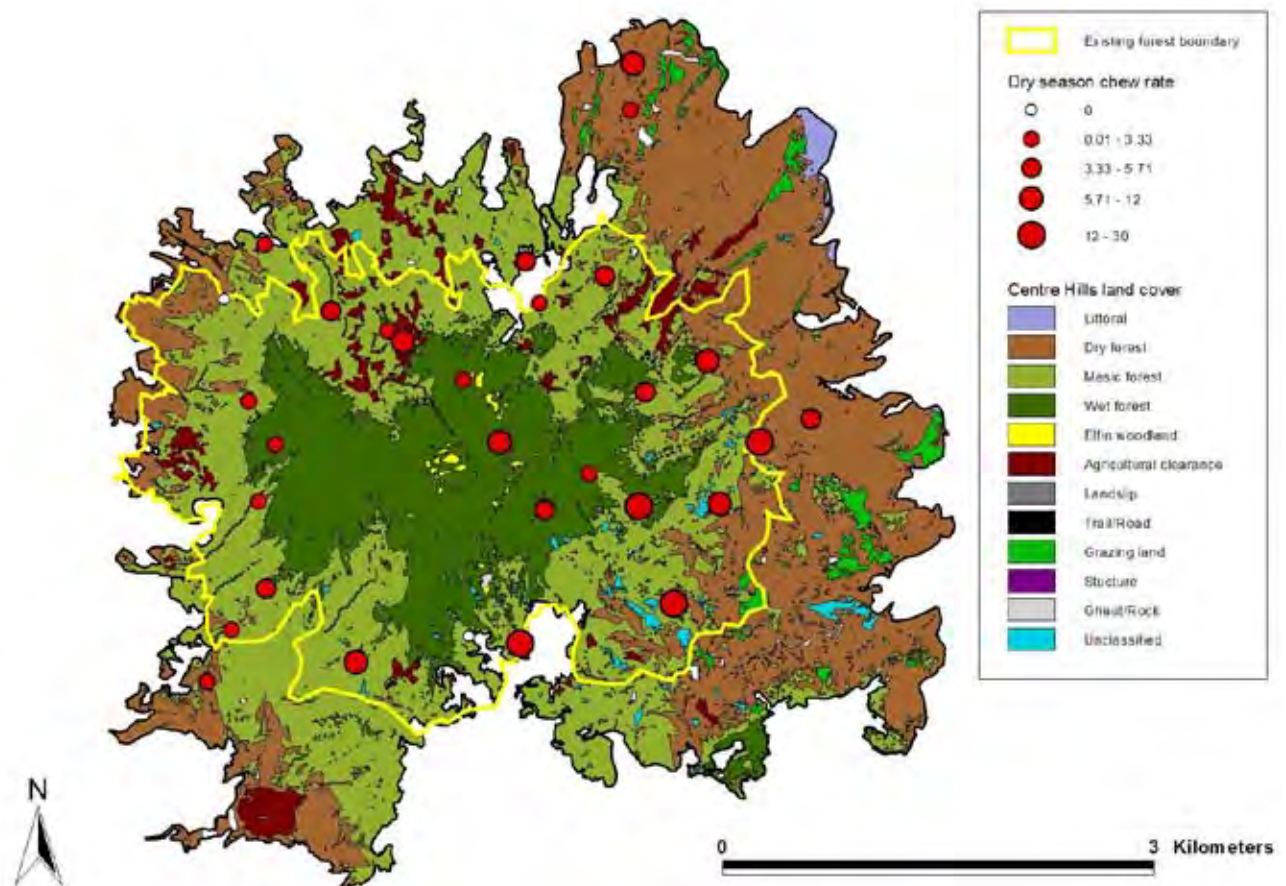 Existing forest boundary
Dry season chew rate
0
0.01 - 3.33
3.33 - 5.71
5.71 - 12
12 - 30
Centre Hills land cover
Littoral
Dry forest
Mesic forest
Wet forest
Elfin woodland
Agricultural clearance
Landslip
Trail/Road
Grazing land
Stucture
Ghaut/Rock
Unclassified
N
0 3 Kilometers